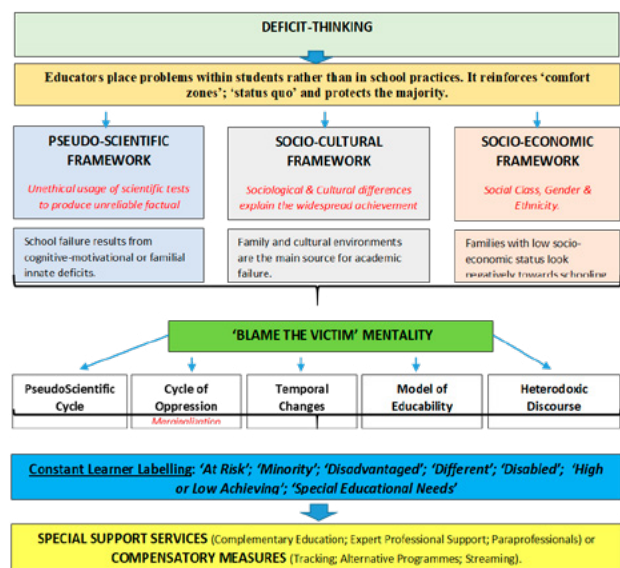 DEFICIT-THINKING
Educators place problems within students rather than in school practices. It reinforces ‘comfort
zones’; ‘status quo’ and protects the majority.
PSEUDO-SCIENTIFIC
FRAMEWORK
Unethical usage of scientific tests
to produce unreliable factual
SOCIO-CULTURAL
FRAMEWORK
Sociological & Cultural differences
explain the widespread achievement
SOCIO-ECONOMIC
FRAMEWORK
Social Class, Gender &
Ethnicity.
School failure results from
cognitive-motivational or familial
innate deficits.
Family and cultural environments
are the main source for academic
failure.
Families with low socio-
economic status look
negatively towards schooling
‘BLAME THE VICTIM’ MENTALITY
PseudoScientific
Cycle
Cycle of
Oppression
Marginalization
Temporal
Changes
Model of
Educability
Heterodoxic
Discourse
Constant Learner Labelling: ‘At Risk’; ‘Minority’; ‘Disadvantaged’; ‘Different’; ‘Disabled’; ‘High
or Low Achieving’; ‘Special Educational Needs’
SPECIAL SUPPORT SERVICES (Complementary Education; Expert Professional Support; Paraprofessionals) or
COMPENSATORY MEASURES (Tracking; Alternative Programmes; Streaming).